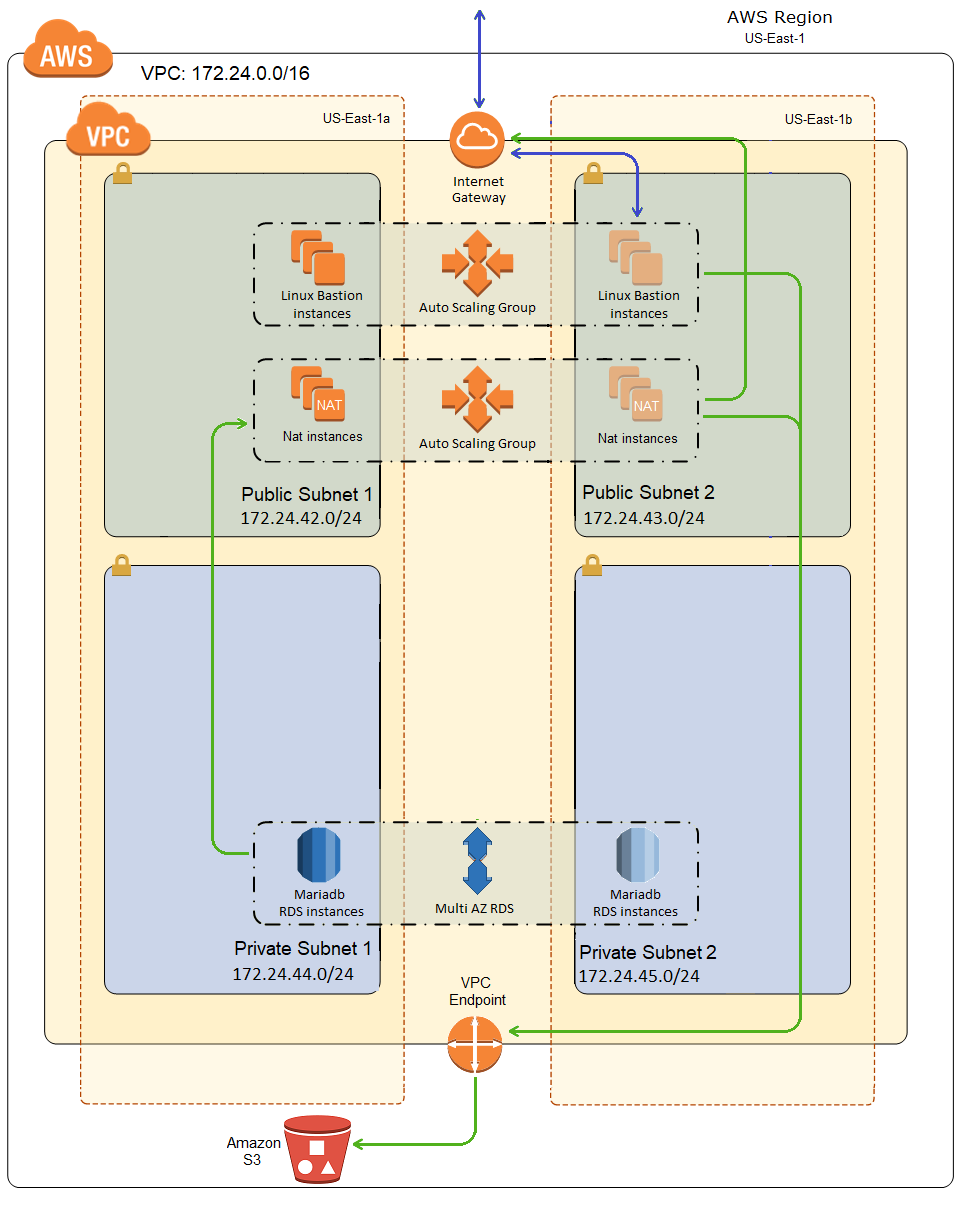 AWS Region
US-East-1
AWS
VPC: 172.24.0.0/16
US-East-1a
US-East-1b
VPC
Internet
Gateway
Linux Bastion
instances
Auto Scaling Group
Linux Bastion
instances
NAT
Nat instances
Auto Scaling Group
NAT
Nat instances
Public Subnet 1
172.24.42.0/24
Public Subnet 2
172.24.43.0/24
Mariadb
RDS instances
Multi AZ RDS
Mariadb
RDS instances
Private Subnet 1
172.24.44.0/24
Private Subnet 2
172.24.45.0/24
VPC
Endpoint
Amazon
S3